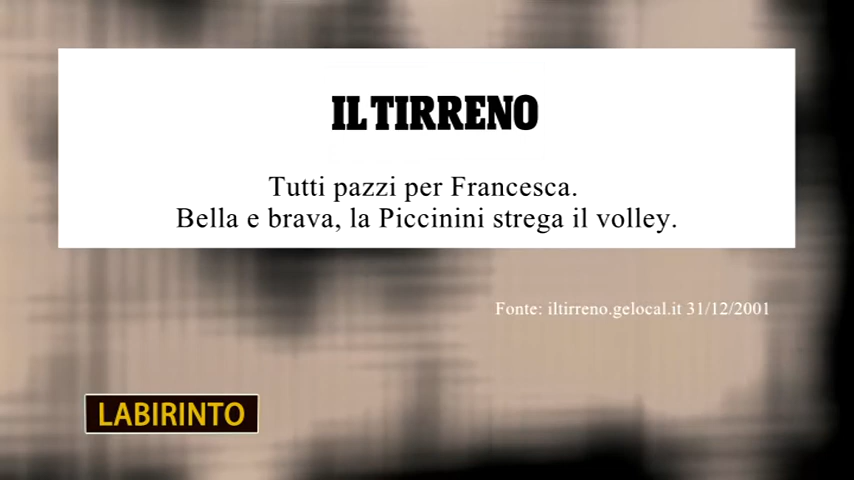 IL TIRRENO
Tutti pazzi per Francesca.
Bella e brava, la Piccinini strega il volley.
Fonte: iltirreno.gelocal.it 31/12/2001
LABIRINTO